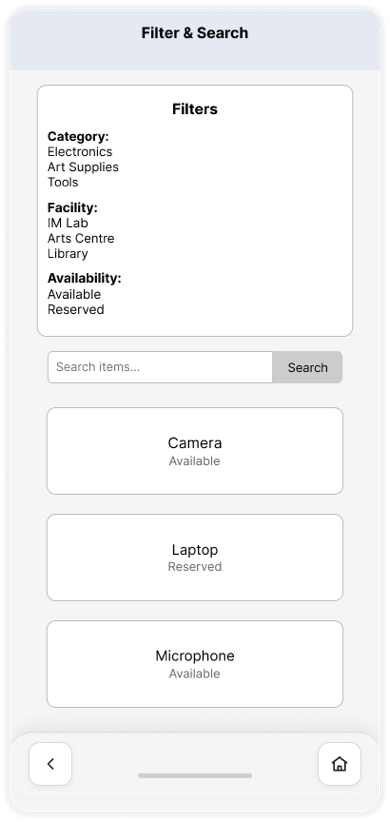 Filter & Search
Filters
Category:
Electronics
Art Supplies
Tools
Facility:
IM Lab
Arts Centre
Library
Availability:
Available
Reserved
Search items...
Search
Camera
Available
Laptop
Reserved
Microphone
Available